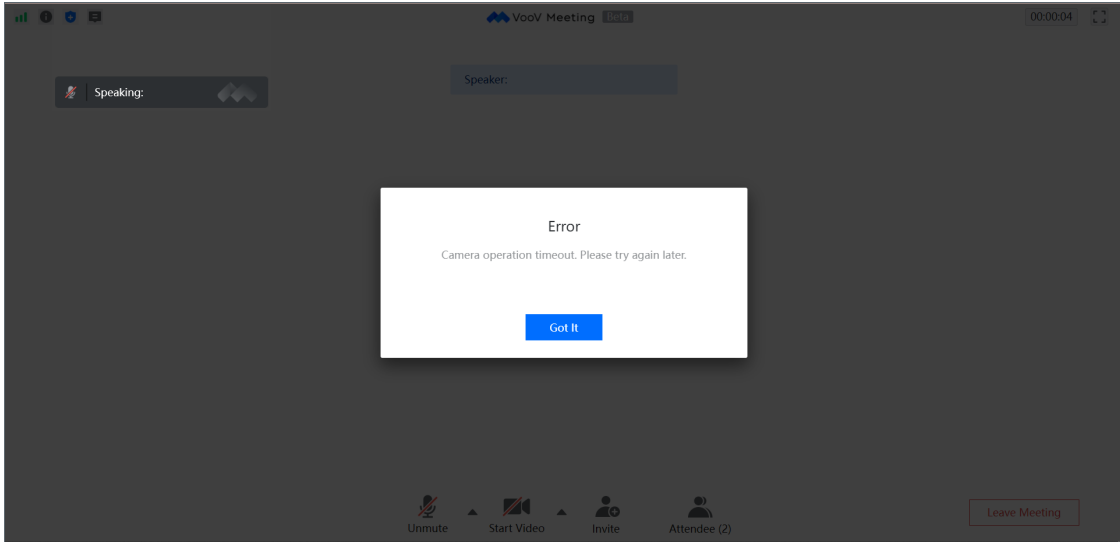 VooV Meeting Beta
00:00:04
Speaker:
Speaking:
Error
Camera operation timeout. Please try again later.
Got It
Unmute
Start Video
Invite
Attendee (2)
Leave Meeting